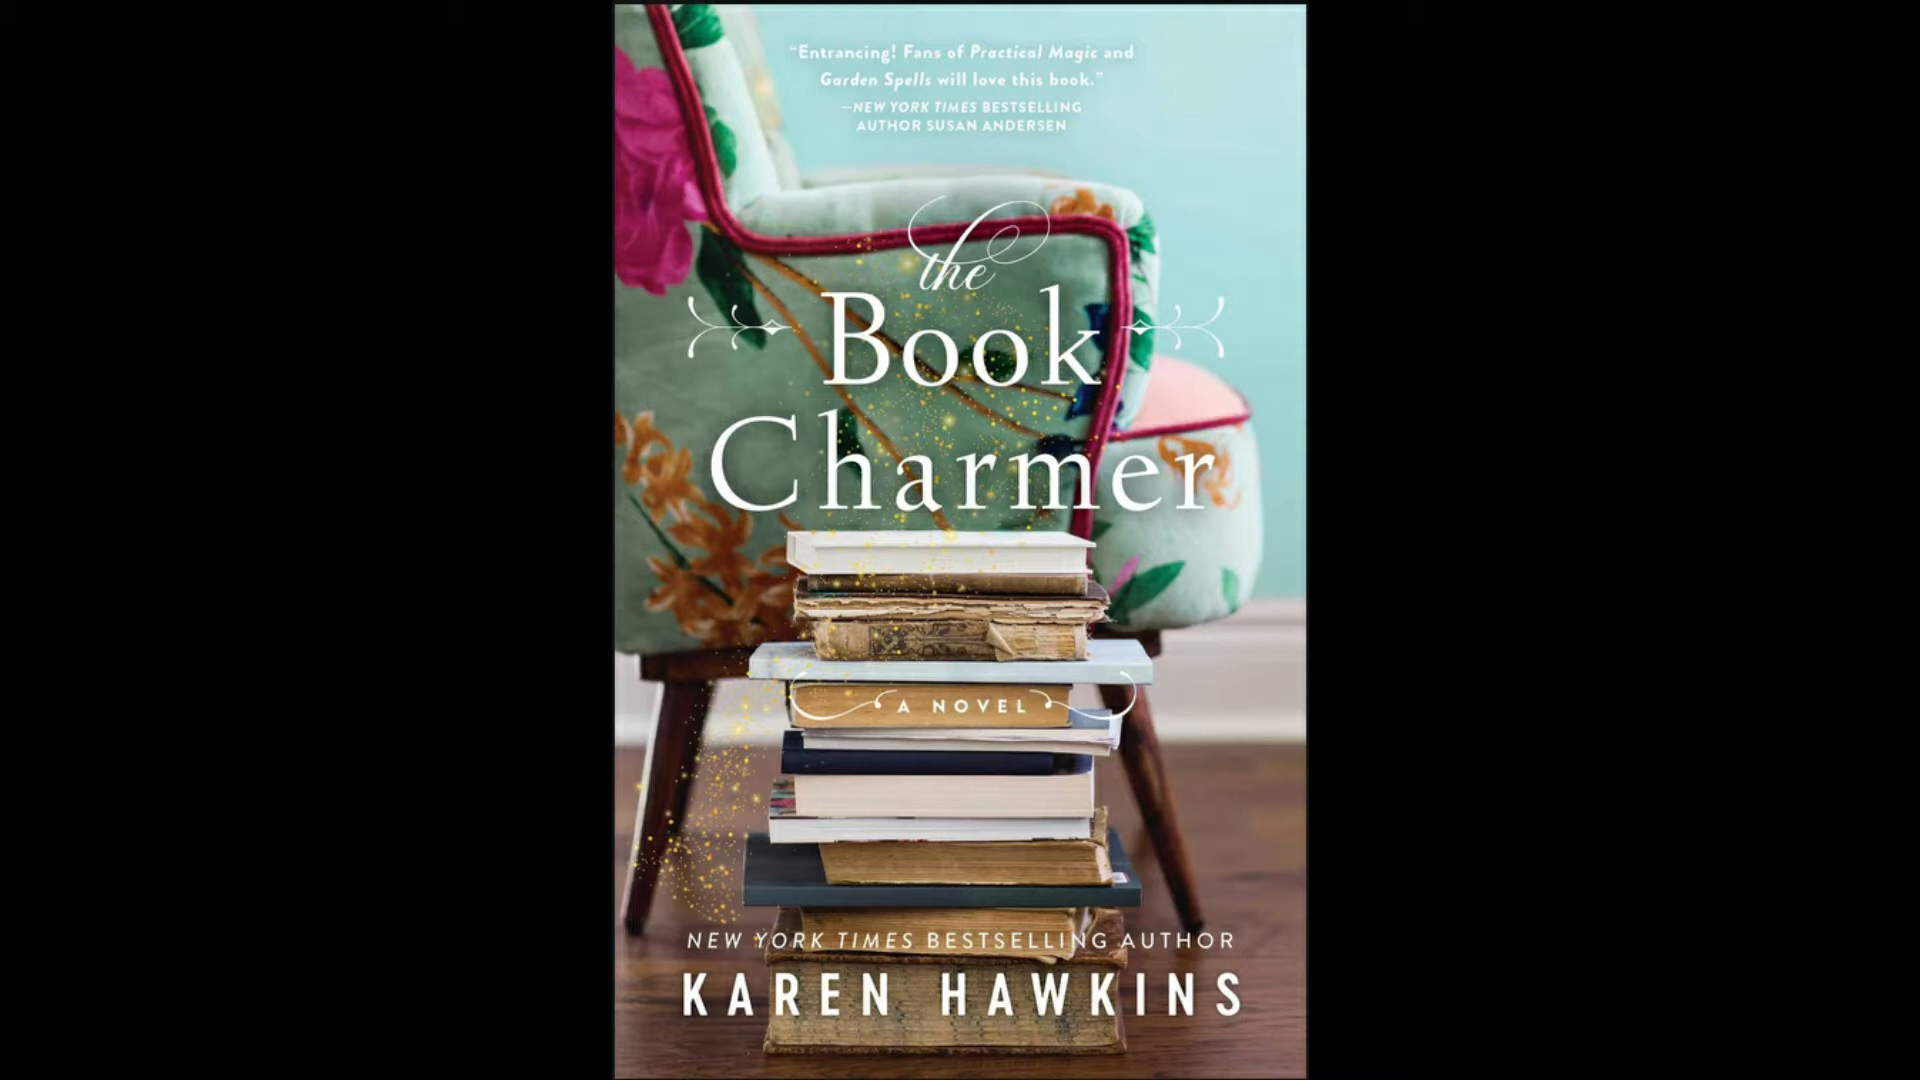 “Entrancing! Fans of Practical Magic and
Garden Spells will love this book.”
—NEW YORK TIMES BESTSELLING
AUTHOR SUSAN ANDERSEN
the
Book
Charmer
A NOVEL
NEW YORK TIMES BESTSELLING AUTHOR
KAREN HAWKINS